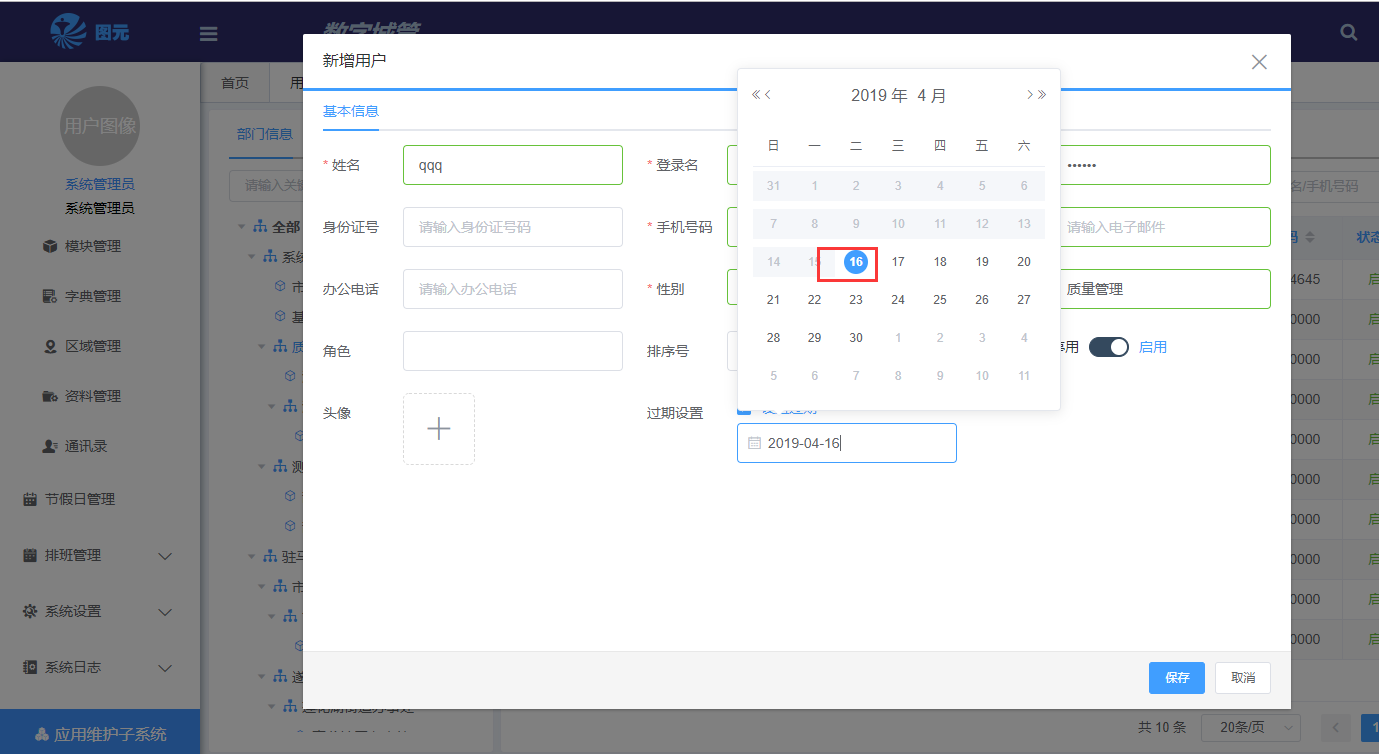 图元
数字城管
用户图像
系统管理员
系统管理员
模块管理
字典管理
区域管理
资料管理
通讯录
节假日管理
排班管理
系统设置
系统日志
应用维护子系统
首页
用
部门信息
请输入关
全部
系统
市
基
质
测
驻马
市
遂
新增用户
基本信息
* 姓名
qqq
* 登录名
••••••
身份证号
请输入身份证号码
* 手机号码
请输入电子邮件
办公电话
请输入办公电话
* 性别
质量管理
角色
排序号
停用
启用
头像
过期设置
2019-04-16
2019 年 4 月
日 一 二 三 四 五 六
31 1 2 3 4 5 6
7 8 9 10 11 12 13
14 15 16 17 18 19 20
21 22 23 24 25 26 27
28 29 30 1 2 3 4
5 6 7 8 9 10 11
保存
取消
名/手机号码
码
状态
4645
启
0000
启
0000
启
0000
启
0000
启
0000
启
0000
启
0000
启
0000
启
0000
启
共 10 条
20条/页
1